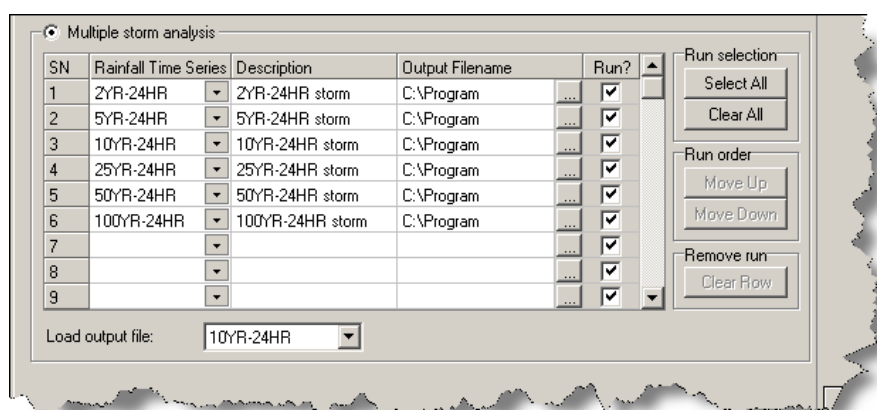 Multiple storm analysis
SN Rainfall Time Series Description Output Filename Run?
1 2YR-24HR 2YR-24HR storm C:\Program ...
2 5YR-24HR 5YR-24HR storm C:\Program ...
3 10YR-24HR 10YR-24HR storm C:\Program ...
4 25YR-24HR 25YR-24HR storm C:\Program ...
5 50YR-24HR 50YR-24HR storm C:\Program ...
6 100YR-24HR 100YR-24HR storm C:\Program ...
7 ...
8 ...
9 ...
Run selection
Select All
Clear All
Run order
Move Up
Move Down
Remove run
Clear Row
Load output file: 10YR-24HR